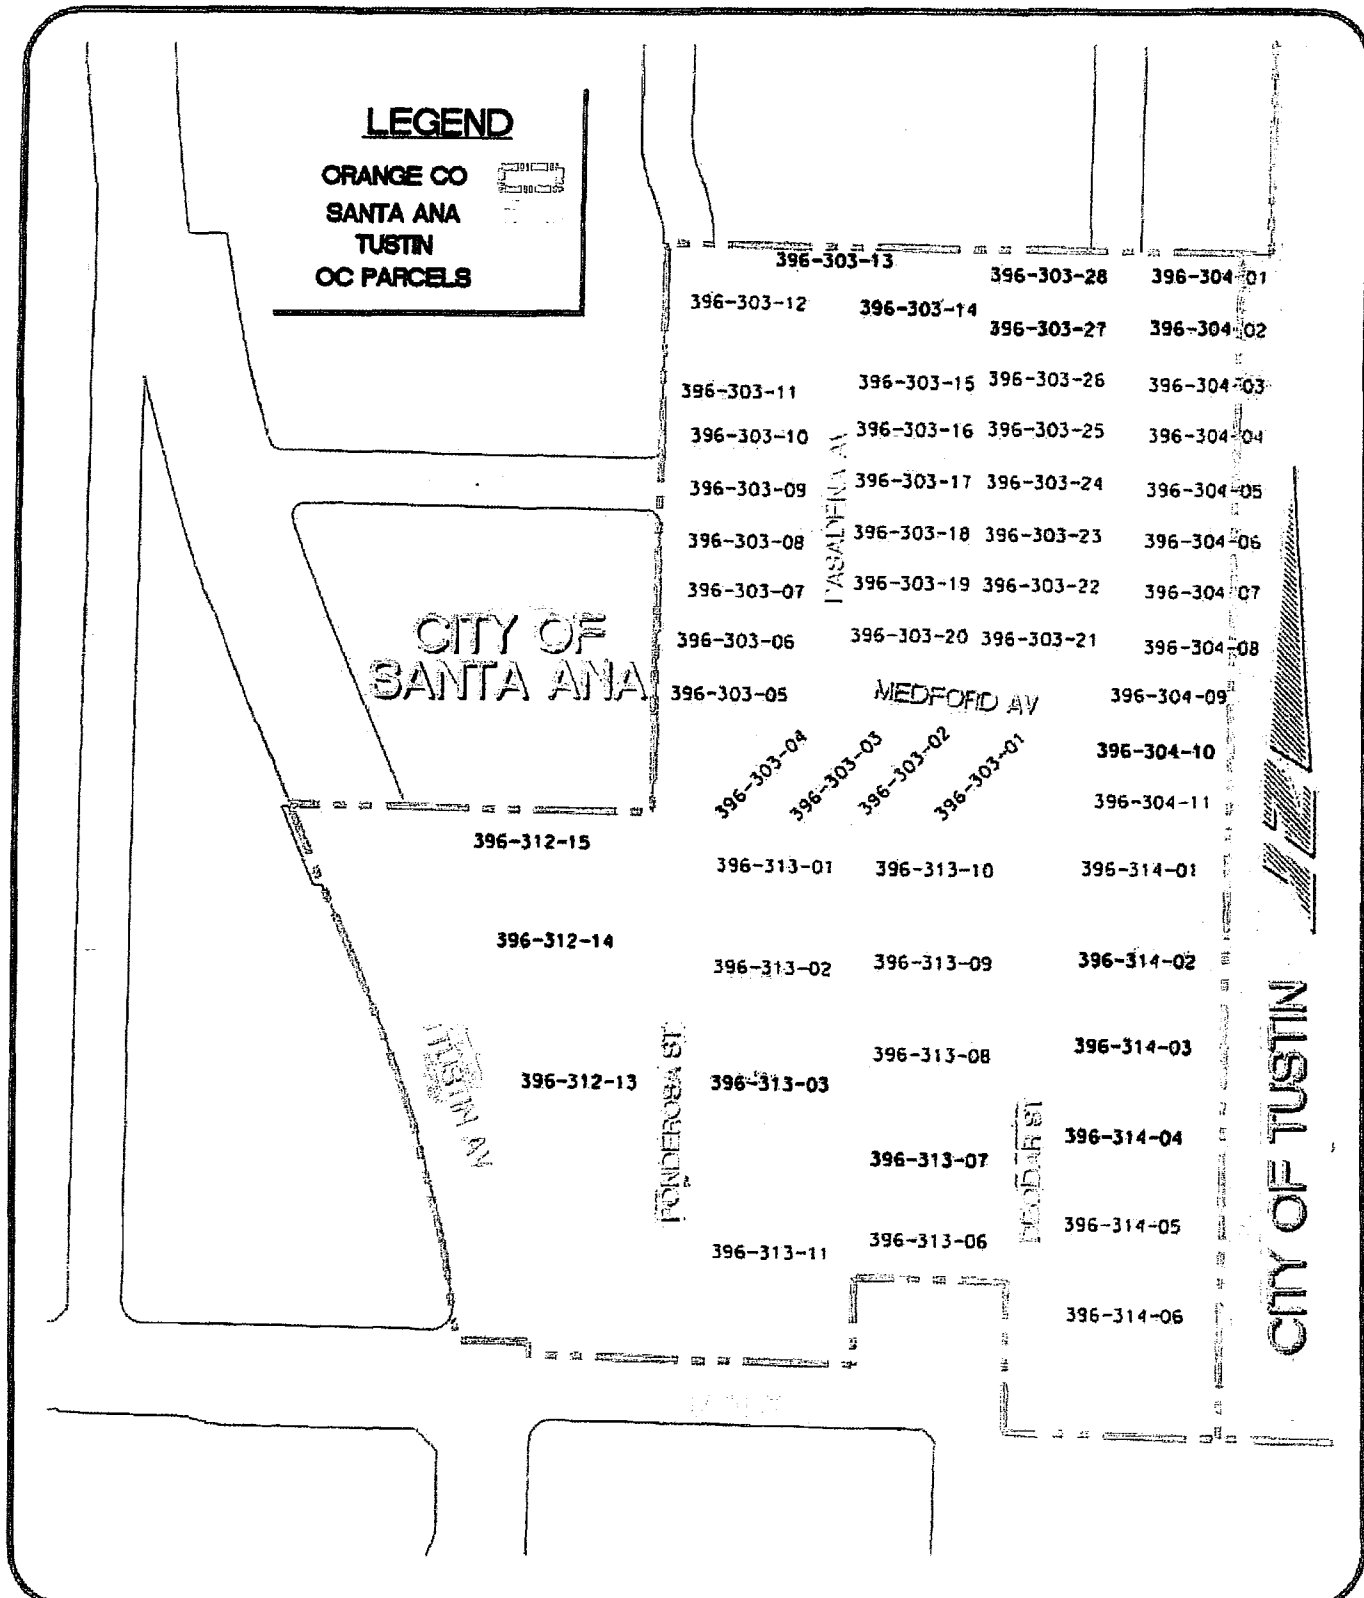 LEGEND
ORANGE CO
SANTA ANA
TUSTIN
OC PARCELS
396-303-13
396-303-28 396-304-01
396-303-12 396-303-14
396-303-27 396-304-02
396-303-11 396-303-15 396-303-26 396-304-03
396-303-10 396-303-16 396-303-25 396-304-04
396-303-09 396-303-17 396-303-24 396-304-05
PASADENA AV
396-303-08 396-303-18 396-303-23 396-304-06
396-303-07 396-303-19 396-303-22 396-304-07
CITY OF
SANTA ANA
396-303-06 396-303-20 396-303-21 396-304-08
396-303-05 MEDFORD AV 396-304-09
396-303-04
396-303-03
396-303-02
396-303-01
396-304-10
396-304-11
396-312-15
396-313-01 396-313-10 396-314-01
396-312-14
396-313-02 396-313-09 396-314-02
396-313-08 396-314-03
TUSTIN AV
396-312-13
PONDEROSA ST
396-313-03
DEODAR ST
396-314-04
396-313-07
396-314-05
396-313-11 396-313-06
396-314-06
CITY OF TUSTIN